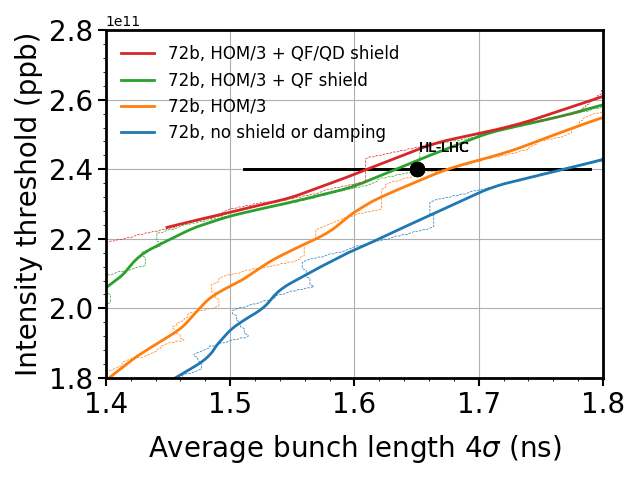 1e11
2.8
2.6
2.4
2.2
2.0
1.8
Intensity threshold (ppb)
72b, HOM/3 + QF/QD shield
72b, HOM/3 + QF shield
72b, HOM/3
72b, no shield or damping
HL-LHC
1.4 1.5 1.6 1.7 1.8
Average bunch length 4σ (ns)